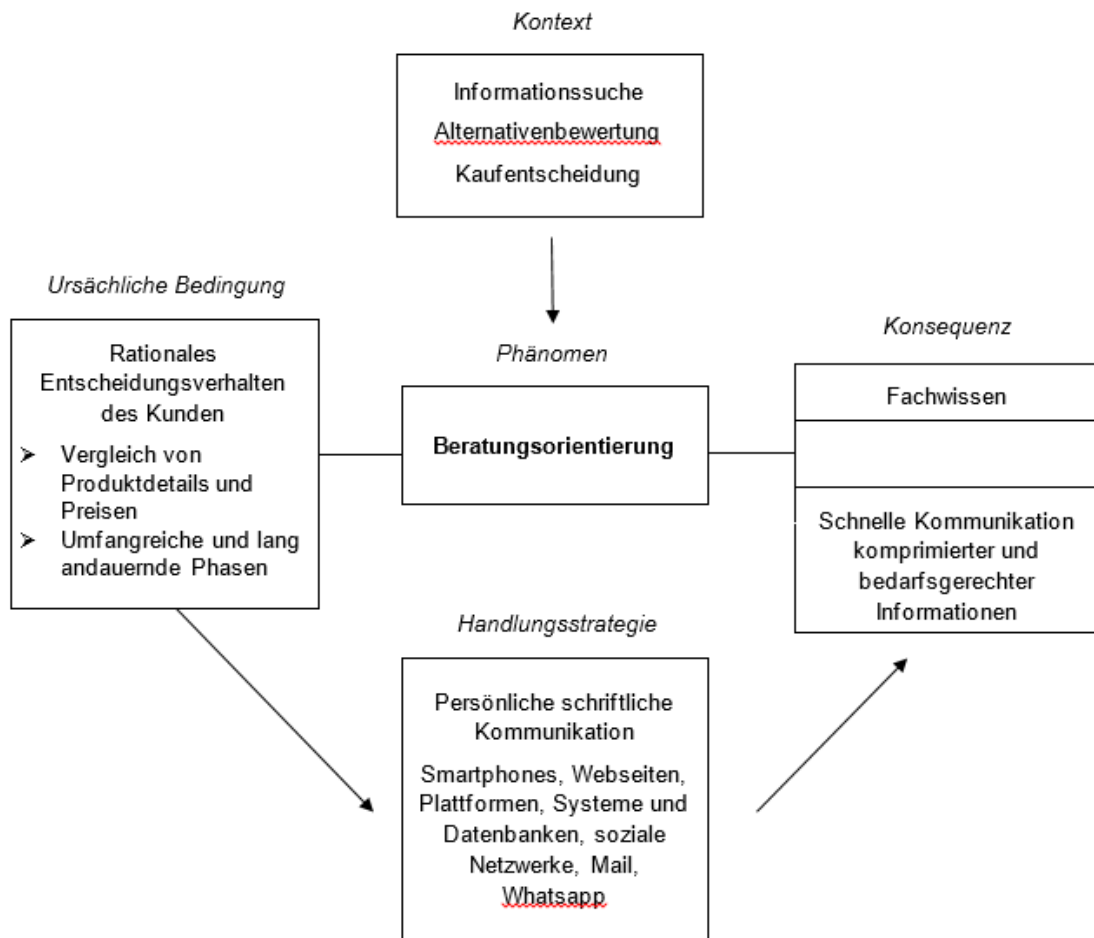 Kontext
Informationssuche
Alternativenbewertung
Kaufentscheidung
Ursächliche Bedingung
Rationales
Entscheidungsverhalten
des Kunden
➢ Vergleich von
Produktdetails und
Preisen
➢ Umfangreiche und lang
andauernde Phasen
Phänomen
Beratungsorientierung
Konsequenz
Fachwissen
Schnelle Kommunikation
komprimierter und
bedarfsgerechter
Informationen
Handlungsstrategie
Persönliche schriftliche
Kommunikation
Smartphones, Webseiten,
Plattformen, Systeme und
Datenbanken, soziale
Netzwerke, Mail,
Whatsapp